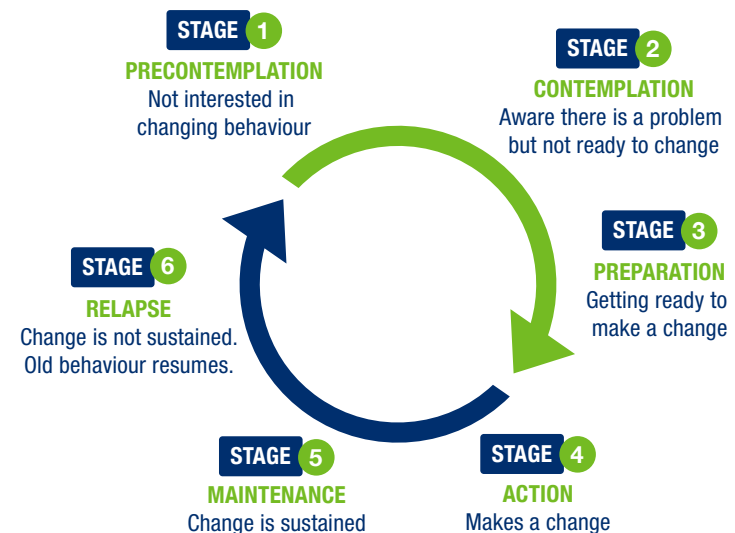 STAGE 1
PRECONTEMPLATION
Not interested in
changing behaviour
STAGE 2
CONTEMPLATION
Aware there is a problem
but not ready to change
STAGE 3
PREPARATION
Getting ready to
make a change
STAGE 4
ACTION
Makes a change
STAGE 5
MAINTENANCE
Change is sustained
STAGE 6
RELAPSE
Change is not sustained.
Old behaviour resumes.